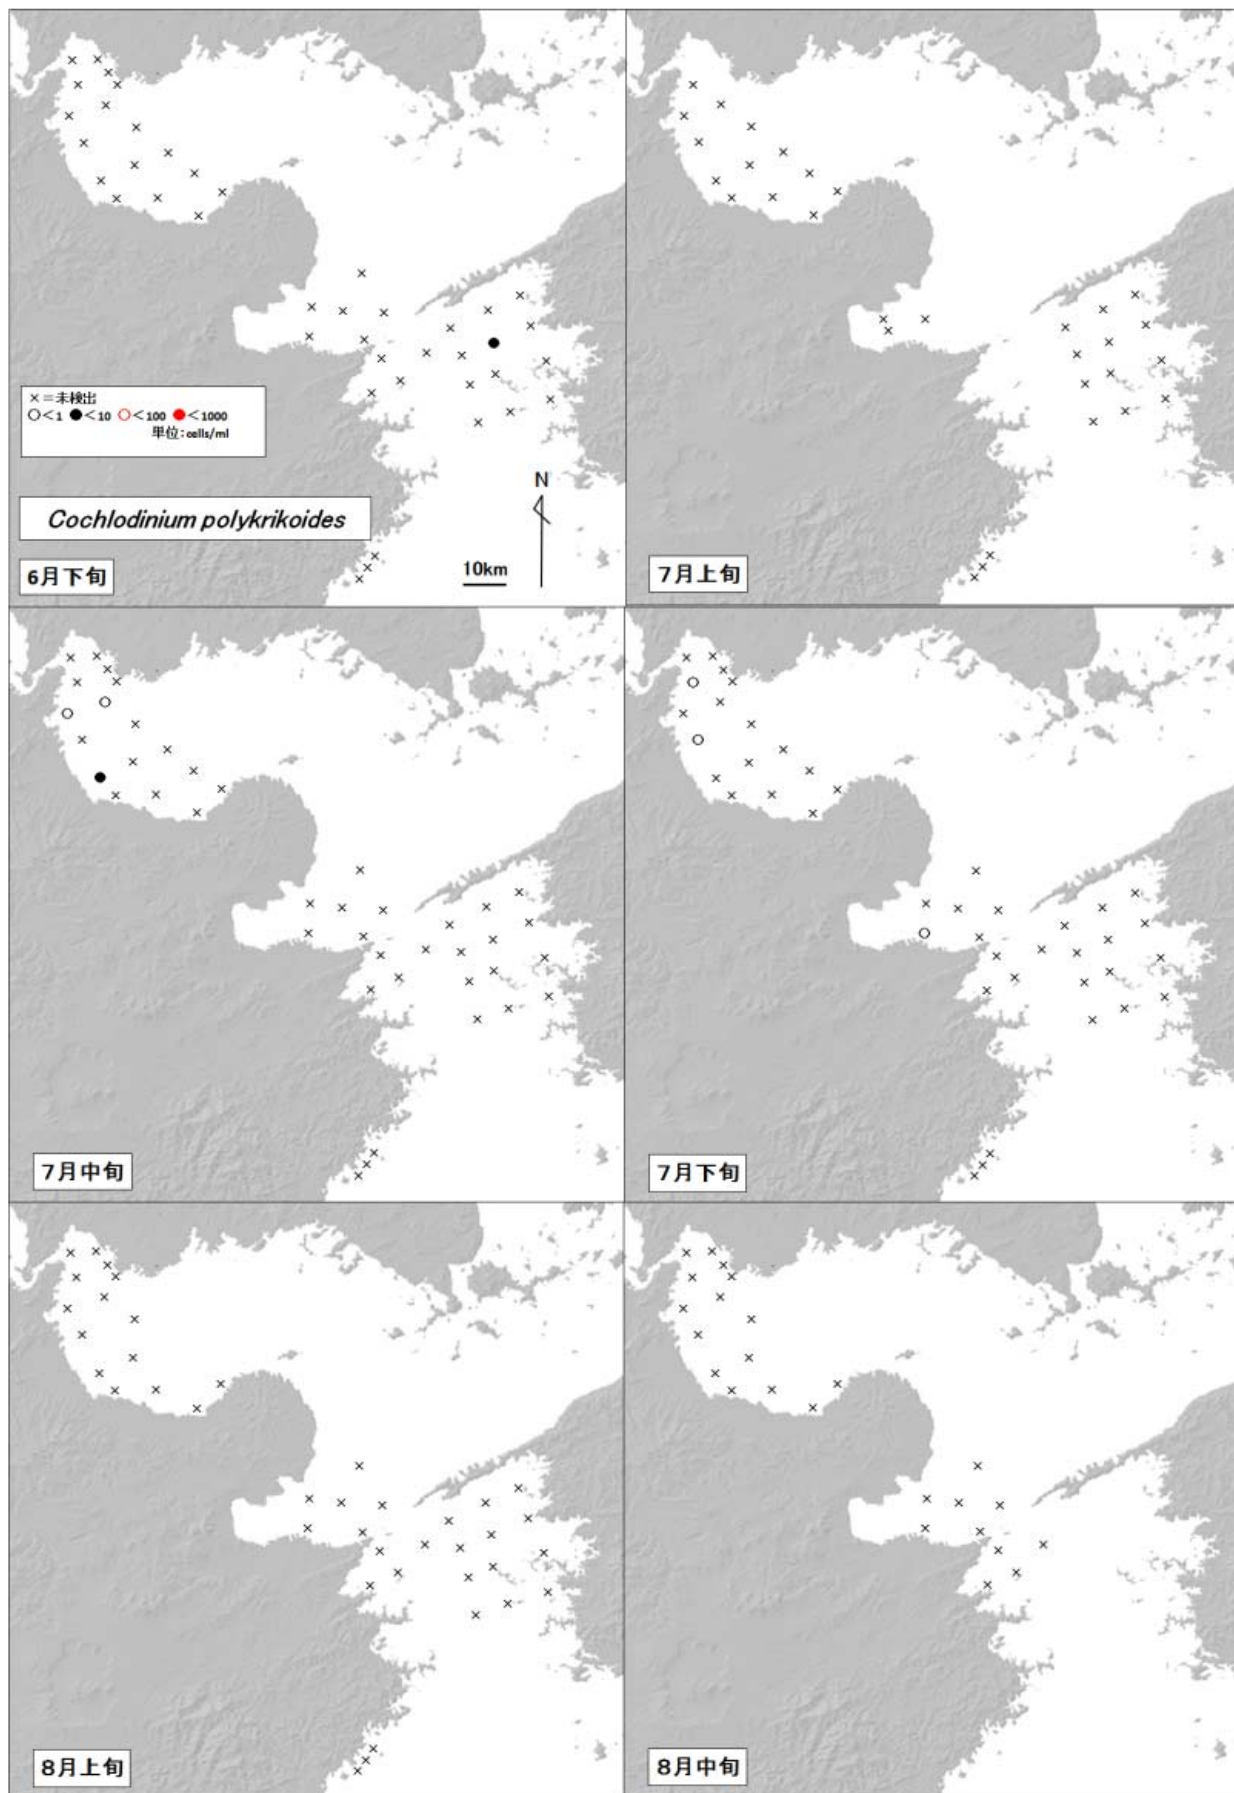 ×＝未検出
○＜1 ●＜10 ○＜100 ●＜1000
単位：cells/ml
Cochlodinium polykrikoides
6月下旬
N
10km
7月上旬
7月中旬
7月下旬
8月上旬
8月中旬